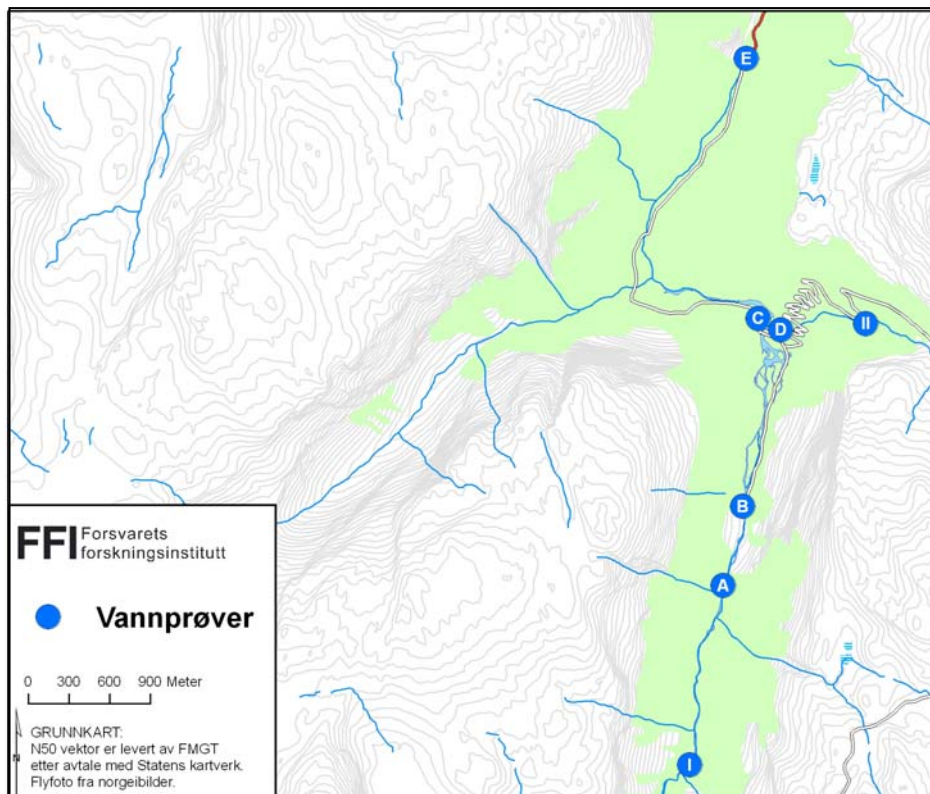 E
C
D
II
B
A
I
FFI Forsvarets
forskningsinstitutt
Vannprøver
0 300 600 900 Meter
GRUNNKART:
N50 vektor er levert av FMGT
etter avtale med Statens kartverk.
Flyfoto fra norgeibilder.
N